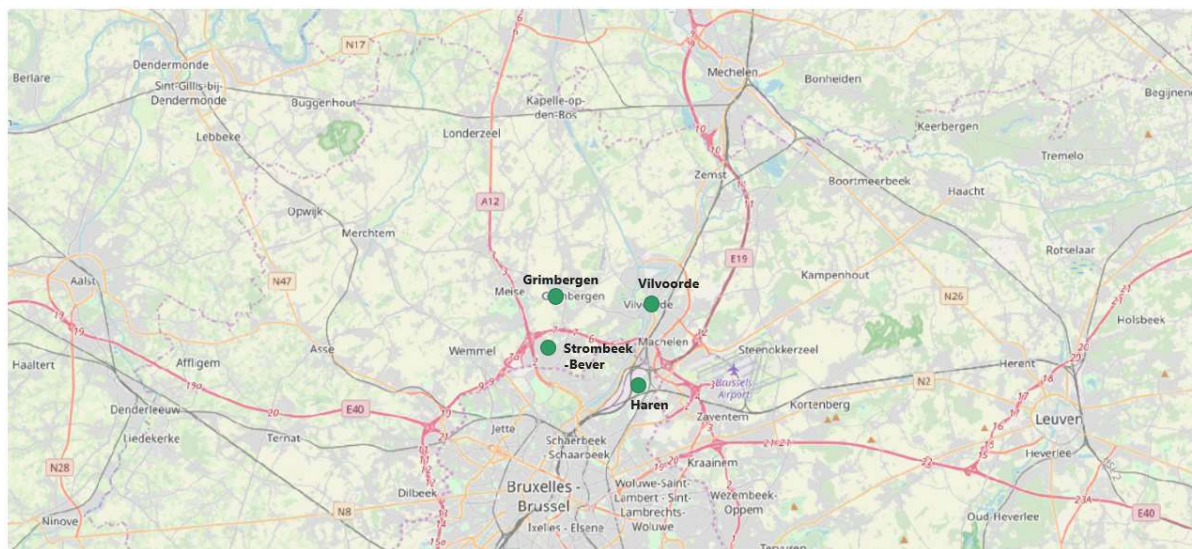 N17
Dendermonde
Berlare
Sint-Gillis-bij-
Dendermonde
Buggenhout
Lebbeke
Londerzeel
Kapelle-op-
den-Bos
Mechelen
Bonheiden
Begijnen
Keerbergen
Tremelo
Zemst
Boortmeerbeek
Haacht
Rotselaar
A12
Opwijk
Merchtem
E19
Aalst
N47
Meise
Grimbergen
Grimbergen
Vilvoorde
Vilvoorde
Kampenhout
N26
Holsbeek
Machelen
Strombeek
-Bever
Wemmel
Asse
Affligem
Haaltert
Steenokkerzeel
Brussels
Airport
Herent
N2
Haren
Kortenberg
Zaventem
Denderleeuw
Liedekerke
E40
Ternat
Jette
Schaerbeek
- Schaarbeek
Leuven
Heverlee
Kraainem
N28
Dilbeek
Bruxelles -
Brussel
Woluwe-Saint-
Lambert - Sint-
Lambrechts-
Woluwe
Wezembeek-
Oppem
Oud-Heverlee
E40
Ninove
N8
Ixelles - Elsene
Tervuren